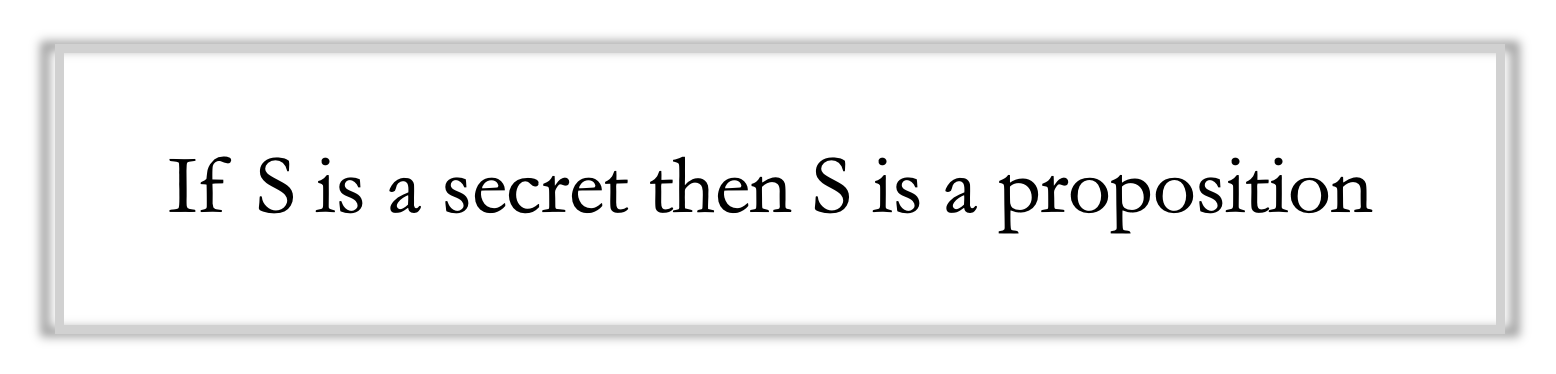 If S is a secret then S is a proposition